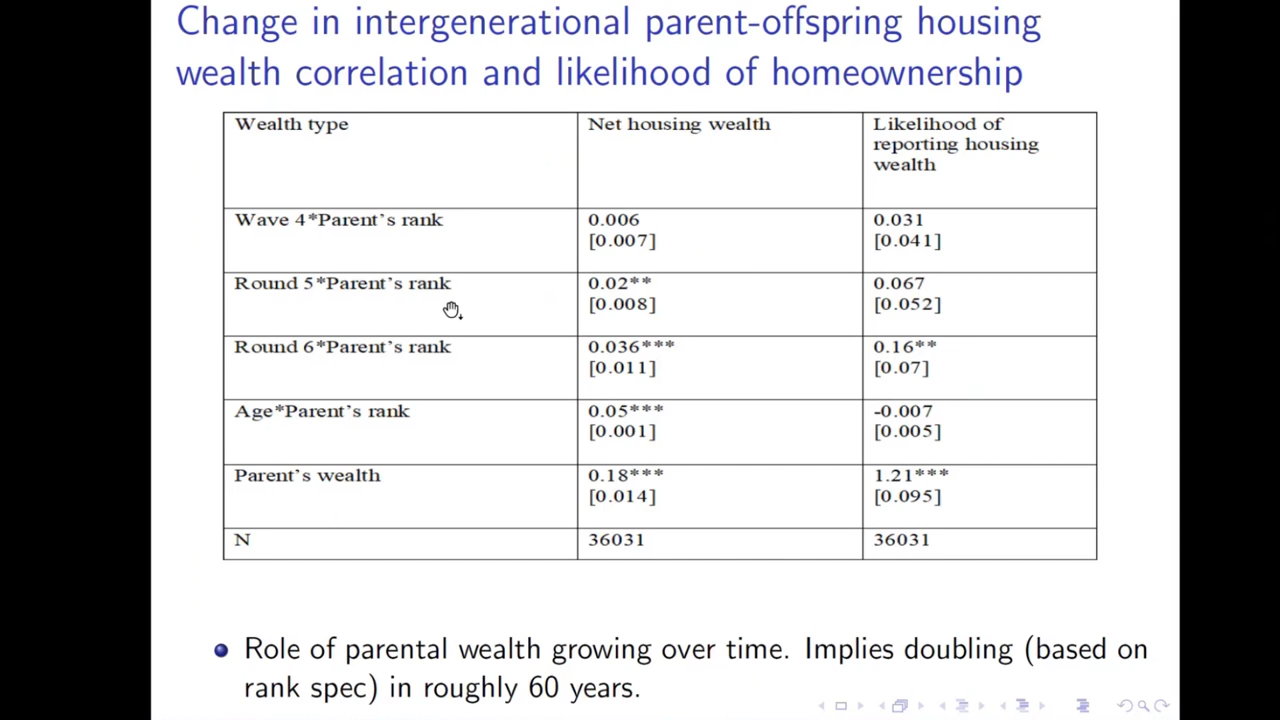 Change in intergenerational parent-offspring housing
wealth correlation and likelihood of homeownership
Wealth type
Net housing wealth
Likelihood of
reporting housing
wealth
Wave 4*Parent's rank
0.006
[0.007]
0.031
[0.041]
Round 5*Parent's rank
0.02**
[0.008]
0.067
[0.052]
Round 6*Parent's rank
0.036***
[0.011]
0.16**
[0.07]
Age*Parent's rank
0.05***
[0.001]
-0.007
[0.005]
Parent's wealth
0.18***
[0.014]
1.21***
[0.095]
N
36031
36031
Role of parental wealth growing over time. Implies doubling (based on
rank spec) in roughly 60 years.